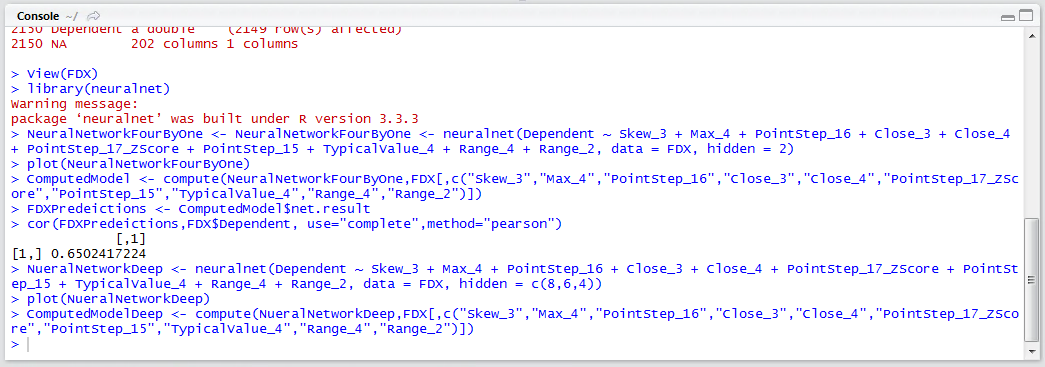 Console ~/
2150 Dependent a double    (2149 row(s) affected)
2150 NA        202 columns 1 columns
> View(FDX)
> library(neuralnet)
Warning message:
package ‘neuralnet’ was built under R version 3.3.3
> NeuralNetworkFourByOne <- NeuralNetworkFourByOne <- neuralnet(Dependent ~ Skew_3 + Max_4 + PointStep_16 + Close_3 + Close_4
+ PointStep_17_ZScore + PointStep_15 + TypicalValue_4 + Range_4 + Range_2, data = FDX, hidden = 2)
> plot(NeuralNetworkFourByOne)
> ComputedModel <- compute(NeuralNetworkFourByOne,FDX[,c("Skew_3","Max_4","PointStep_16","Close_3","Close_4","PointStep_17_ZSc
ore","PointStep_15","TypicalValue_4","Range_4","Range_2")])
> FDXPredeictions <- ComputedModel$net.result
> cor(FDXPredeictions,FDX$Dependent, use="complete",method="pearson")
[,1]
[1,] 0.6502417224
> NueralNetworkDeep <- neuralnet(Dependent ~ Skew_3 + Max_4 + PointStep_16 + Close_3 + Close_4 + PointStep_17_ZScore + PointSt
ep_15 + TypicalValue_4 + Range_4 + Range_2, data = FDX, hidden = c(8,6,4))
> plot(NueralNetworkDeep)
> ComputedModelDeep <- compute(NueralNetworkDeep,FDX[,c("Skew_3","Max_4","PointStep_16","Close_3","Close_4","PointStep_17_ZSco
re","PointStep_15","TypicalValue_4","Range_4","Range_2")])
>